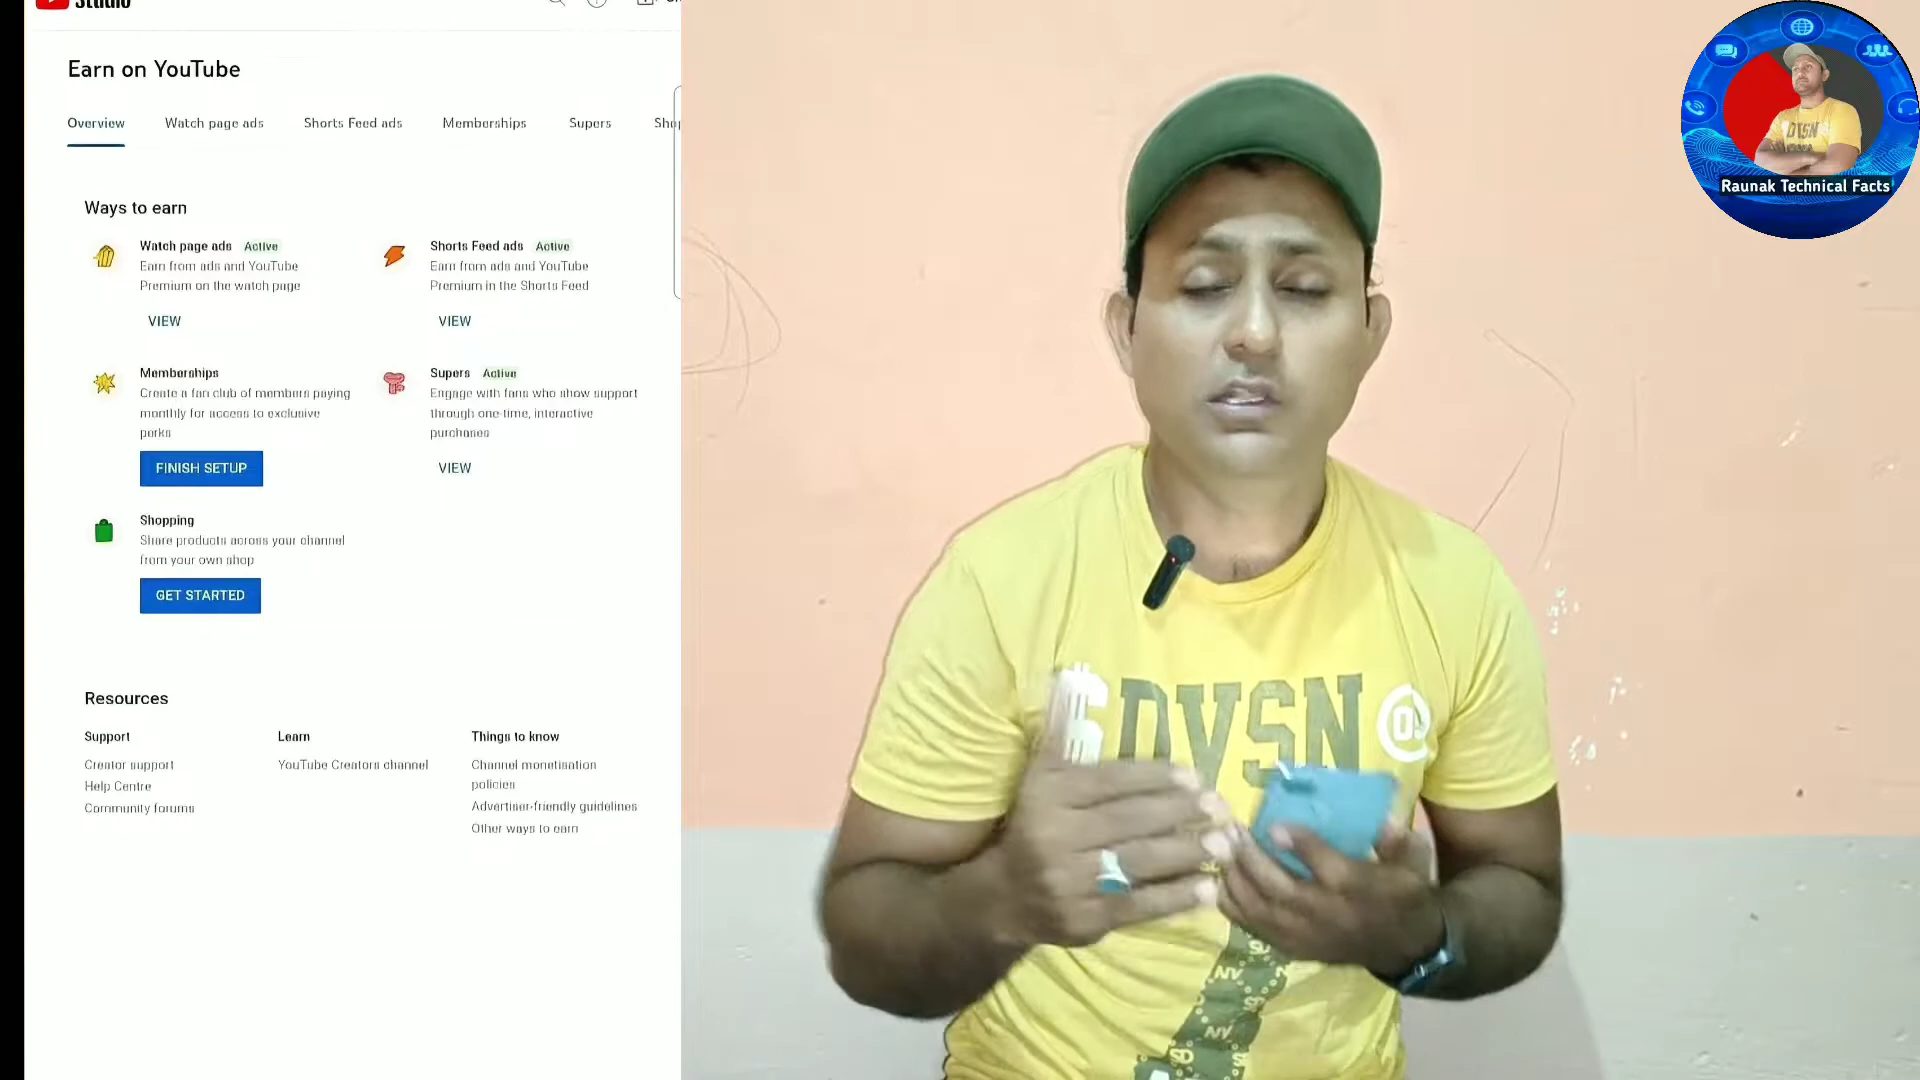 Studio
Earn on YouTube
Overview Watch page ads Shorts Feed ads Memberships Supers
Ways to earn
Watch page ads Active
Earn from ads and YouTube
Premium on the watch page
VIEW
Shorts Feed ads Active
Earn from ads and YouTube
Premium in the Shorts Feed
VIEW
Memberships
Create a fan club of members paying
monthly for access to exclusive
perks
FINISH SETUP
Supers Active
Engage with fans who show support
through one-time, interactive
purchases
VIEW
Shopping
Share products across your channel
from your own shop
GET STARTED
Resources
Support
Creator support
Help Centre
Community forums
Learn
YouTube Creators channel
Things to know
Channel monetisation
policies
Advertiser-friendly guidelines
Other ways to earn
DVSN
Raunak Technical Facts
$DVSN
NV
NV